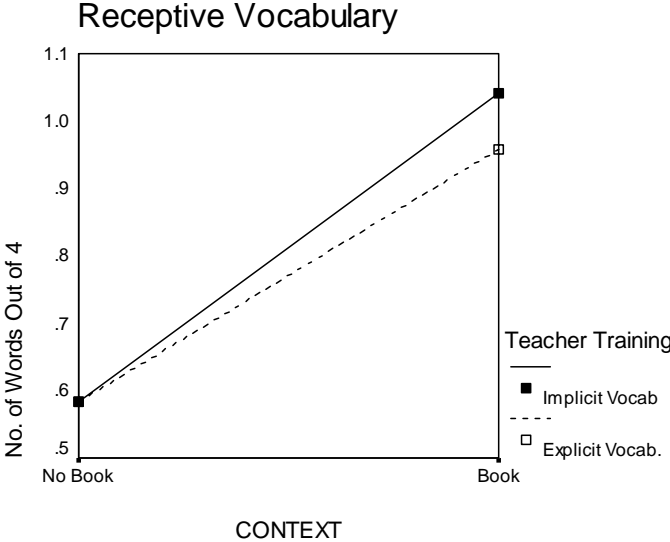 Receptive Vocabulary
No. of Words Out of 4
1.1
1.0
.9
.8
.7
.6
.5
No Book
Book
CONTEXT
Teacher Training
Implicit Vocab
Explicit Vocab.